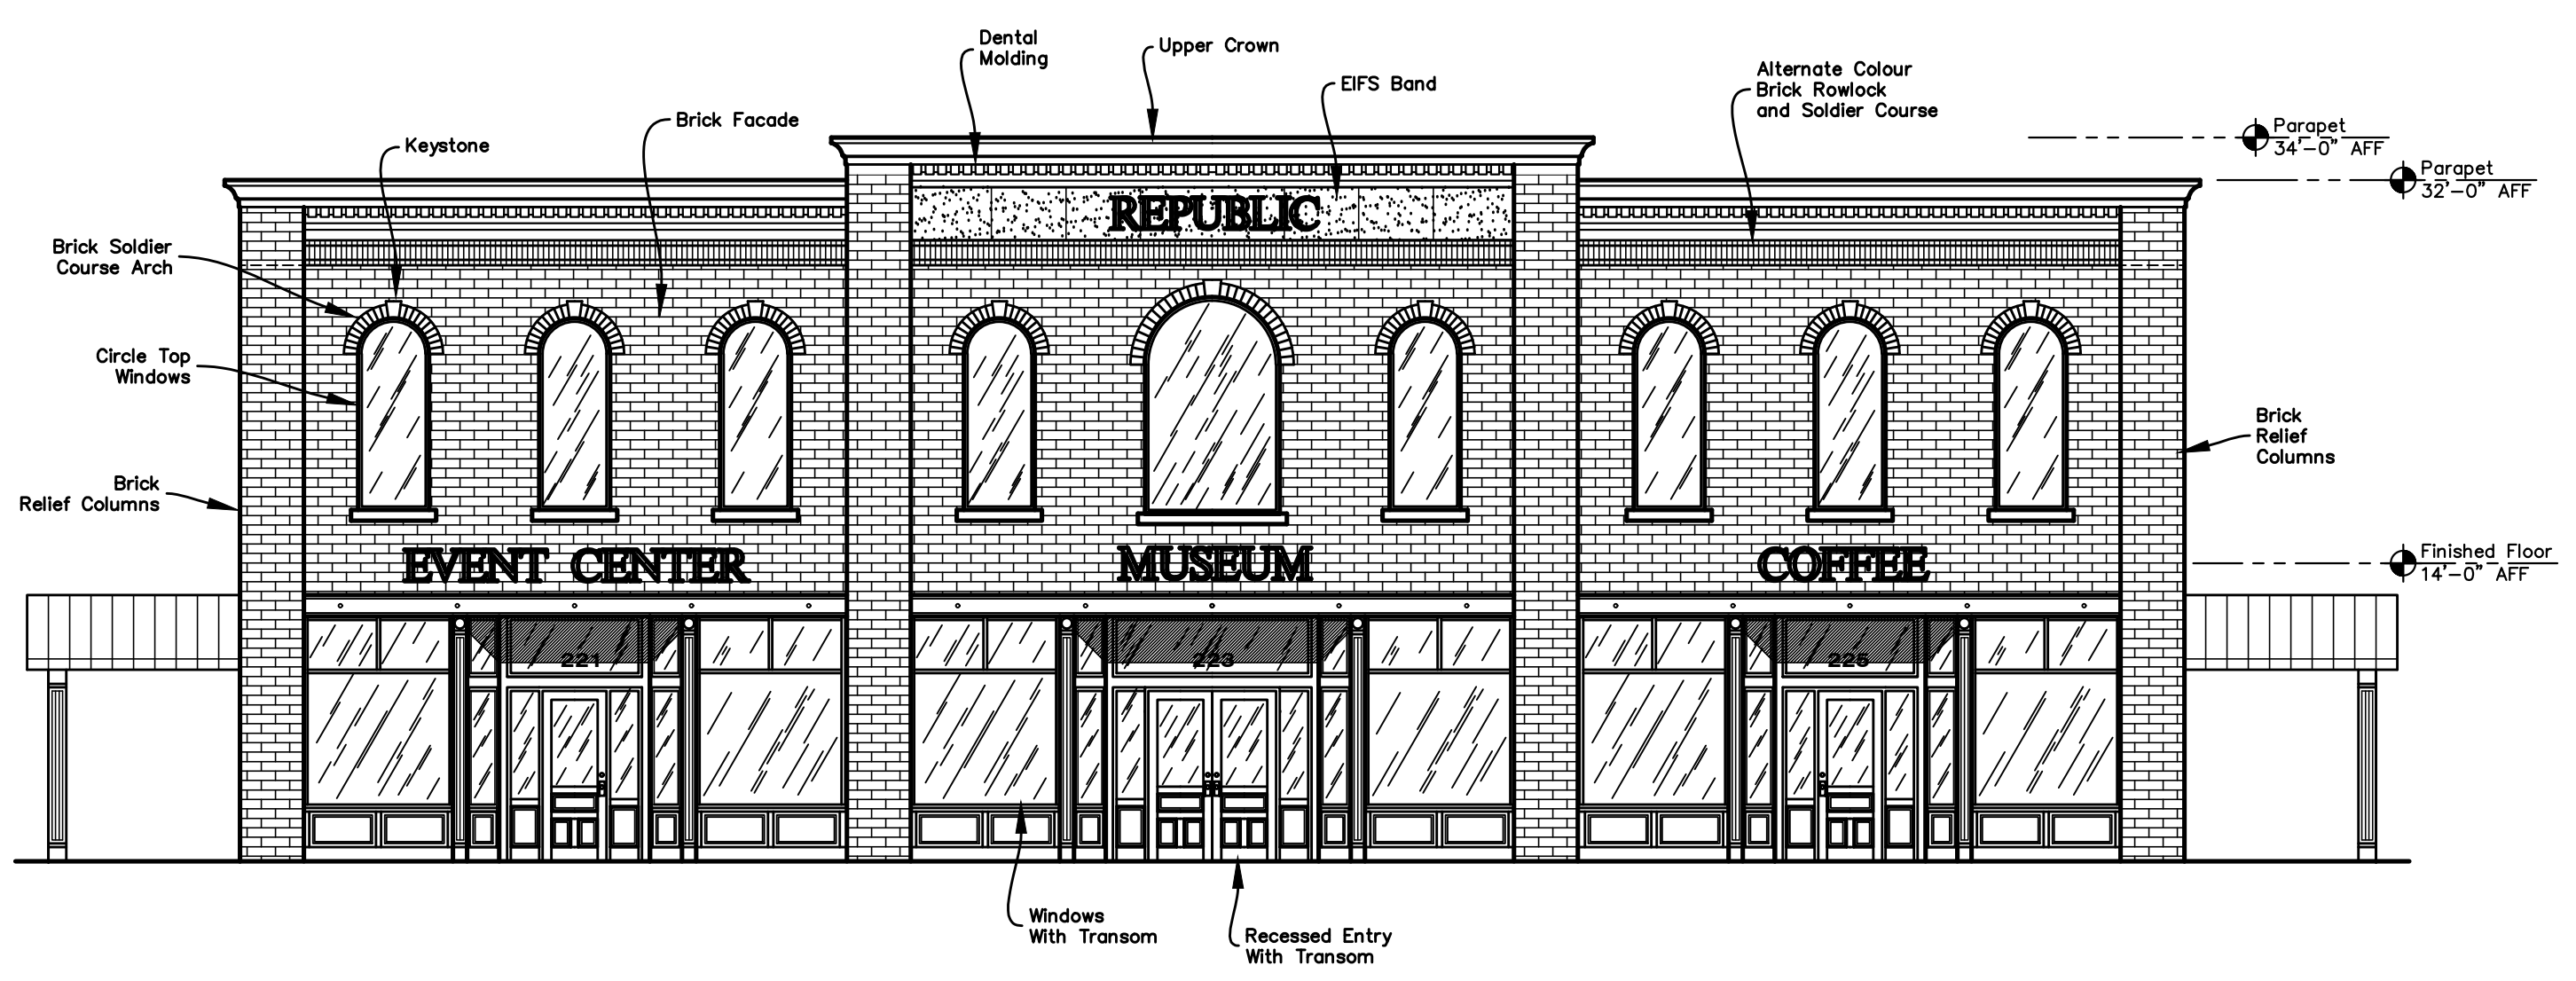 Dental
Molding
Upper Crown
EIFS Band
Alternate Colour
Brick Rowlock
and Soldier Course
Brick Facade
Keystone
Parapet
34'-0" AFF
Parapet
32'-0" AFF
REPUBLIC
Brick Soldier
Course Arch
Circle Top
Windows
Brick
Relief Columns
Brick
Relief
Columns
EVENT CENTER
MUSEUM
COFFEE
Finished Floor
14'-0" AFF
221
223
225
Windows
With Transom
Recessed Entry
With Transom